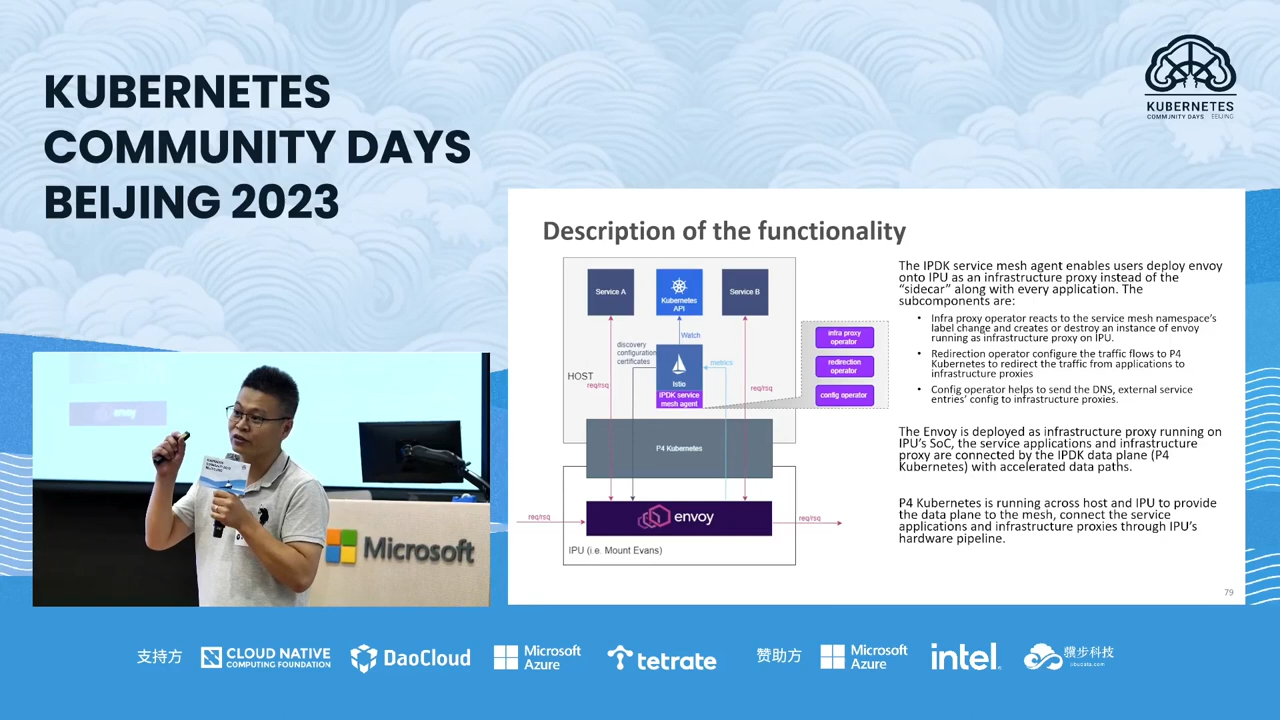 KUBERNETES
COMMUNITY DAYS
BEIJING 2023
KUBERNETES
COMMUNITY DAYS BEIJING
Description of the functionality
Service A
Kubernetes
API
Service B
Watch
discovery
configuration
certificates
metrics
HOST
req/rsq
Istio
IPDK service
mesh agent
req/rsq
infra proxy
operator
redirection
operator
config operator
P4 Kubernetes
req/rsq
envoy
req/rsq
IPU (i.e. Mount Evans)
The IPDK service mesh agent enables users deploy envoy
onto IPU as an infrastructure proxy instead of the
“sidecar” along with every application. The
subcomponents are:
• Infra proxy operator reacts to the service mesh namespace’s
label change and creates or destroy an instance of envoy
running as infrastructure proxy on IPU.
• Redirection operator configure the traffic flows to P4
Kubernetes to redirect the traffic from applications to
infrastructure proxies
• Config operator helps to send the DNS, external service
entries’ config to infrastructure proxies.
The Envoy is deployed as infrastructure proxy running on
IPU’s SoC, the service applications and infrastructure
proxy are connected by the IPDK data plane (P4
Kubernetes) with accelerated data paths.
P4 Kubernetes is running across host and IPU to provide
the data plane to the mesh, connect the service
applications and infrastructure proxies through IPU’s
hardware pipeline.
79
envoy
Microsoft
支持方
CLOUD NATIVE
COMPUTING FOUNDATION
DaoCloud
Microsoft
Azure
tetrate
赞助方
Microsoft
Azure
intel.
骥步科技
jibudata.com